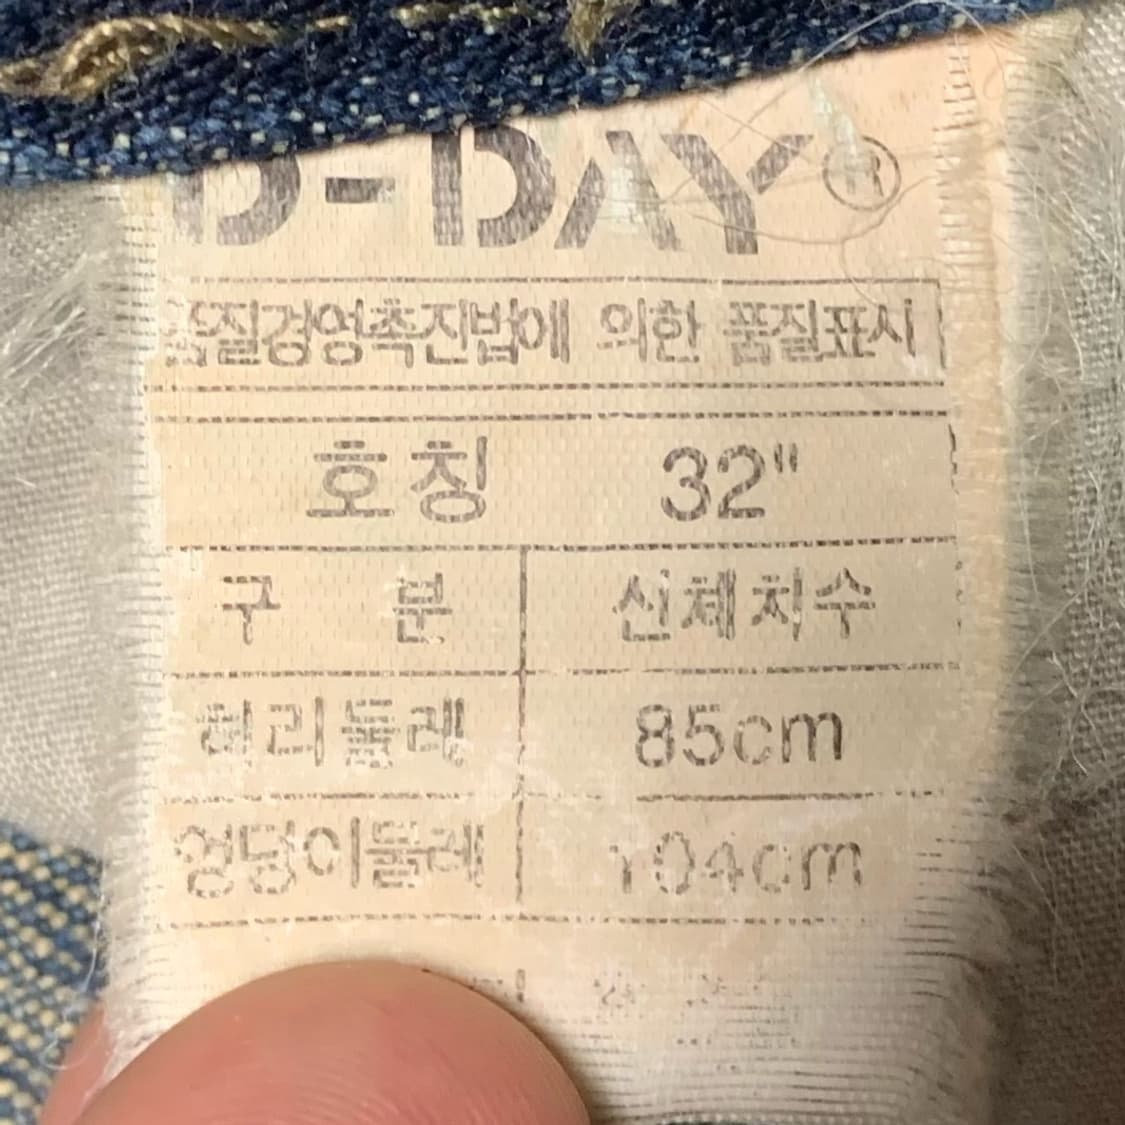 D-DAY®
품질경영촉진법에 의한 품질표시
호칭 32"
구 분 신체치수
허리둘레 85cm
엉덩이둘레 104cm